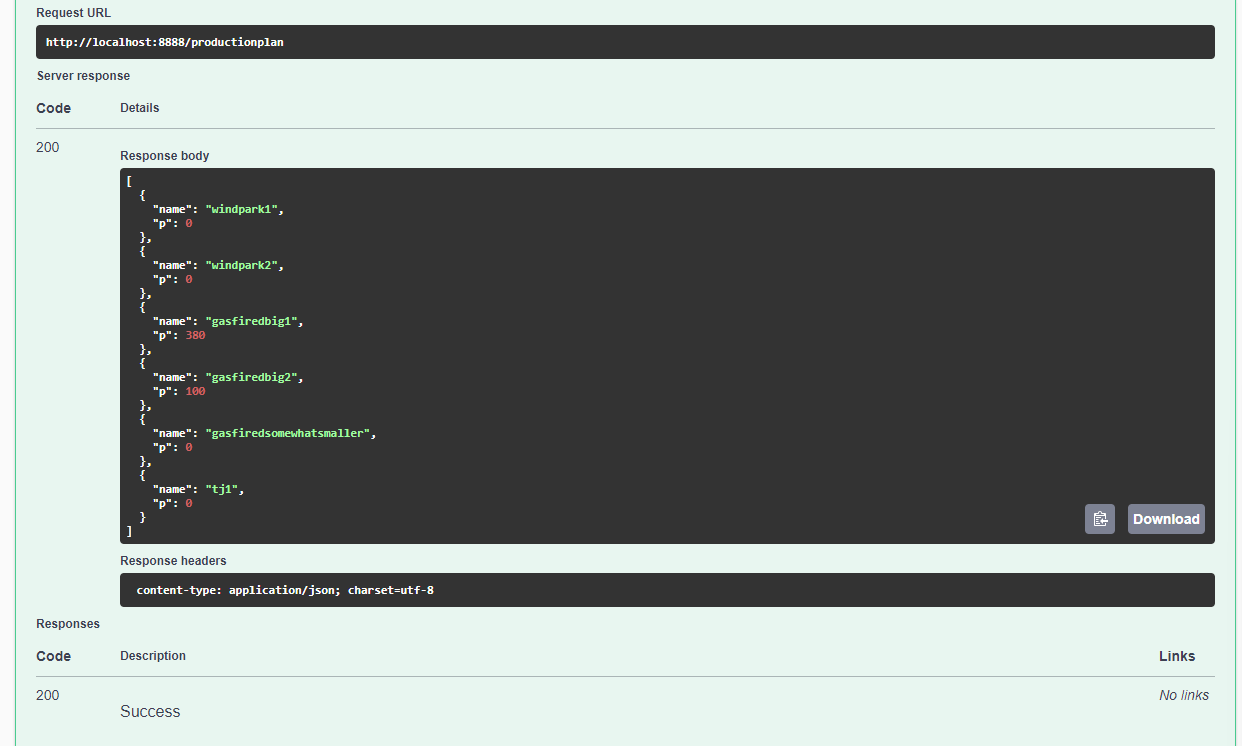 Request URL
http://localhost:8888/productionplan
Server response
Code Details
200
Response body
[
  {
    "name": "windpark1",
    "p": 0
  },
  {
    "name": "windpark2",
    "p": 0
  },
  {
    "name": "gasfiredbig1",
    "p": 380
  },
  {
    "name": "gasfiredbig2",
    "p": 100
  },
  {
    "name": "gasfiredsomewhatsmaller",
    "p": 0
  },
  {
    "name": "tj1",
    "p": 0
  }
]
Download
Response headers
content-type: application/json; charset=utf-8
Responses
Code Description Links
200 No links
Success